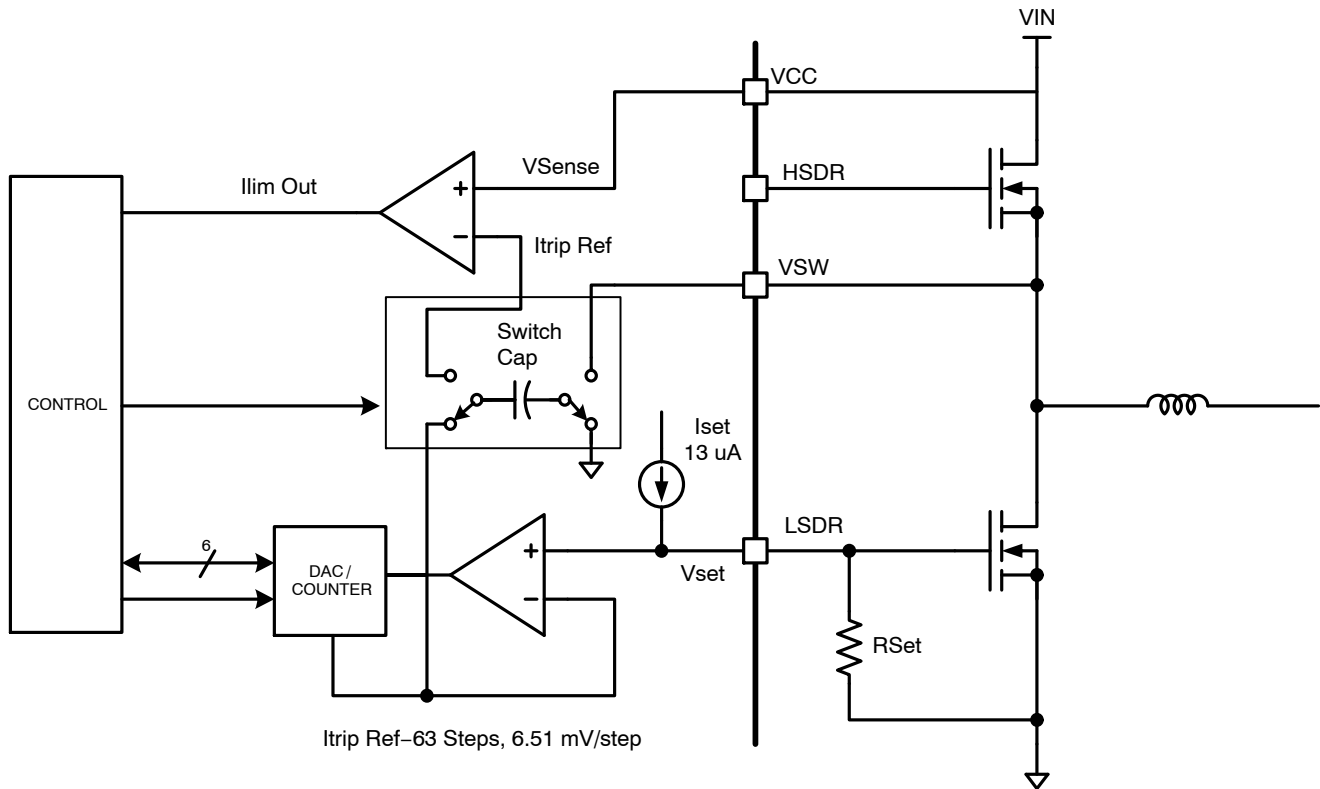 VIN
VCC
VSense
HSDR
Ilim Out
+
−
Itrip Ref
VSW
Switch
Cap
CONTROL
Iset
13 uA
LSDR
6
+
Vset
DAC /
COUNTER
−
RSet
Itrip Ref−63 Steps, 6.51 mV/step